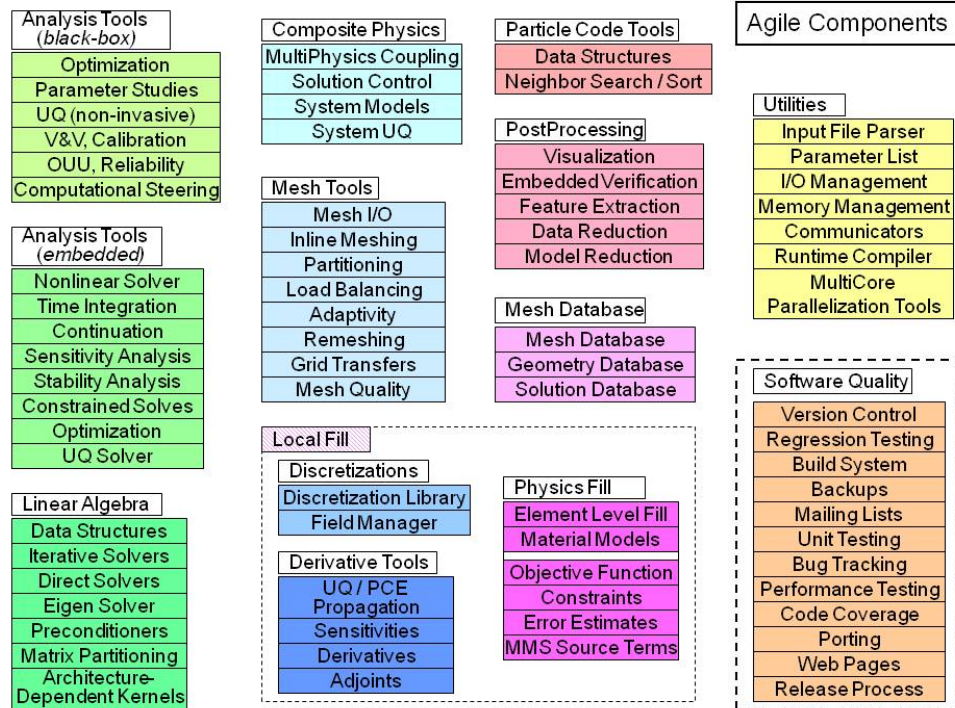 Analysis Tools
(black-box)
Optimization
Parameter Studies
UQ (non-invasive)
V&V, Calibration
OUU, Reliability
Computational Steering
Analysis Tools
(embedded)
Nonlinear Solver
Time Integration
Continuation
Sensitivity Analysis
Stability Analysis
Constrained Solves
Optimization
UQ Solver
Linear Algebra
Data Structures
Iterative Solvers
Direct Solvers
Eigen Solver
Preconditioners
Matrix Partitioning
Architecture-
Dependent Kernels
Composite Physics
MultiPhysics Coupling
Solution Control
System Models
System UQ
Mesh Tools
Mesh I/O
Inline Meshing
Partitioning
Load Balancing
Adaptivity
Remeshing
Grid Transfers
Mesh Quality
Particle Code Tools
Data Structures
Neighbor Search / Sort
PostProcessing
Visualization
Embedded Verification
Feature Extraction
Data Reduction
Model Reduction
Mesh Database
Mesh Database
Geometry Database
Solution Database
Local Fill
Discretizations
Discretization Library
Field Manager
Derivative Tools
UQ / PCE
Propagation
Sensitivities
Derivatives
Adjoints
Physics Fill
Element Level Fill
Material Models
Objective Function
Constraints
Error Estimates
MMS Source Terms
Agile Components
Utilities
Input File Parser
Parameter List
I/O Management
Memory Management
Communicators
Runtime Compiler
MultiCore
Parallelization Tools
Software Quality
Version Control
Regression Testing
Build System
Backups
Mailing Lists
Unit Testing
Bug Tracking
Performance Testing
Code Coverage
Porting
Web Pages
Release Process